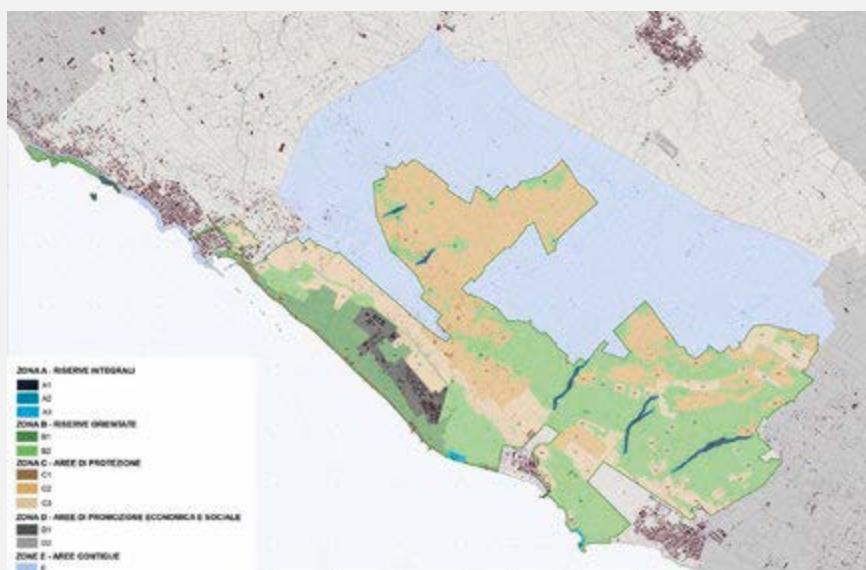 ZONA A - RISERVE INTEGRALI
A1
A2
A3
ZONA B - RISERVE ORIENTATE
B1
B2
ZONA C - AREE DI PROTEZIONE
C1
C2
C3
ZONA D - AREE DI PROMOZIONE ECONOMICA E SOCIALE
D1
D2
ZONE E - AREE CONTIGUE
E